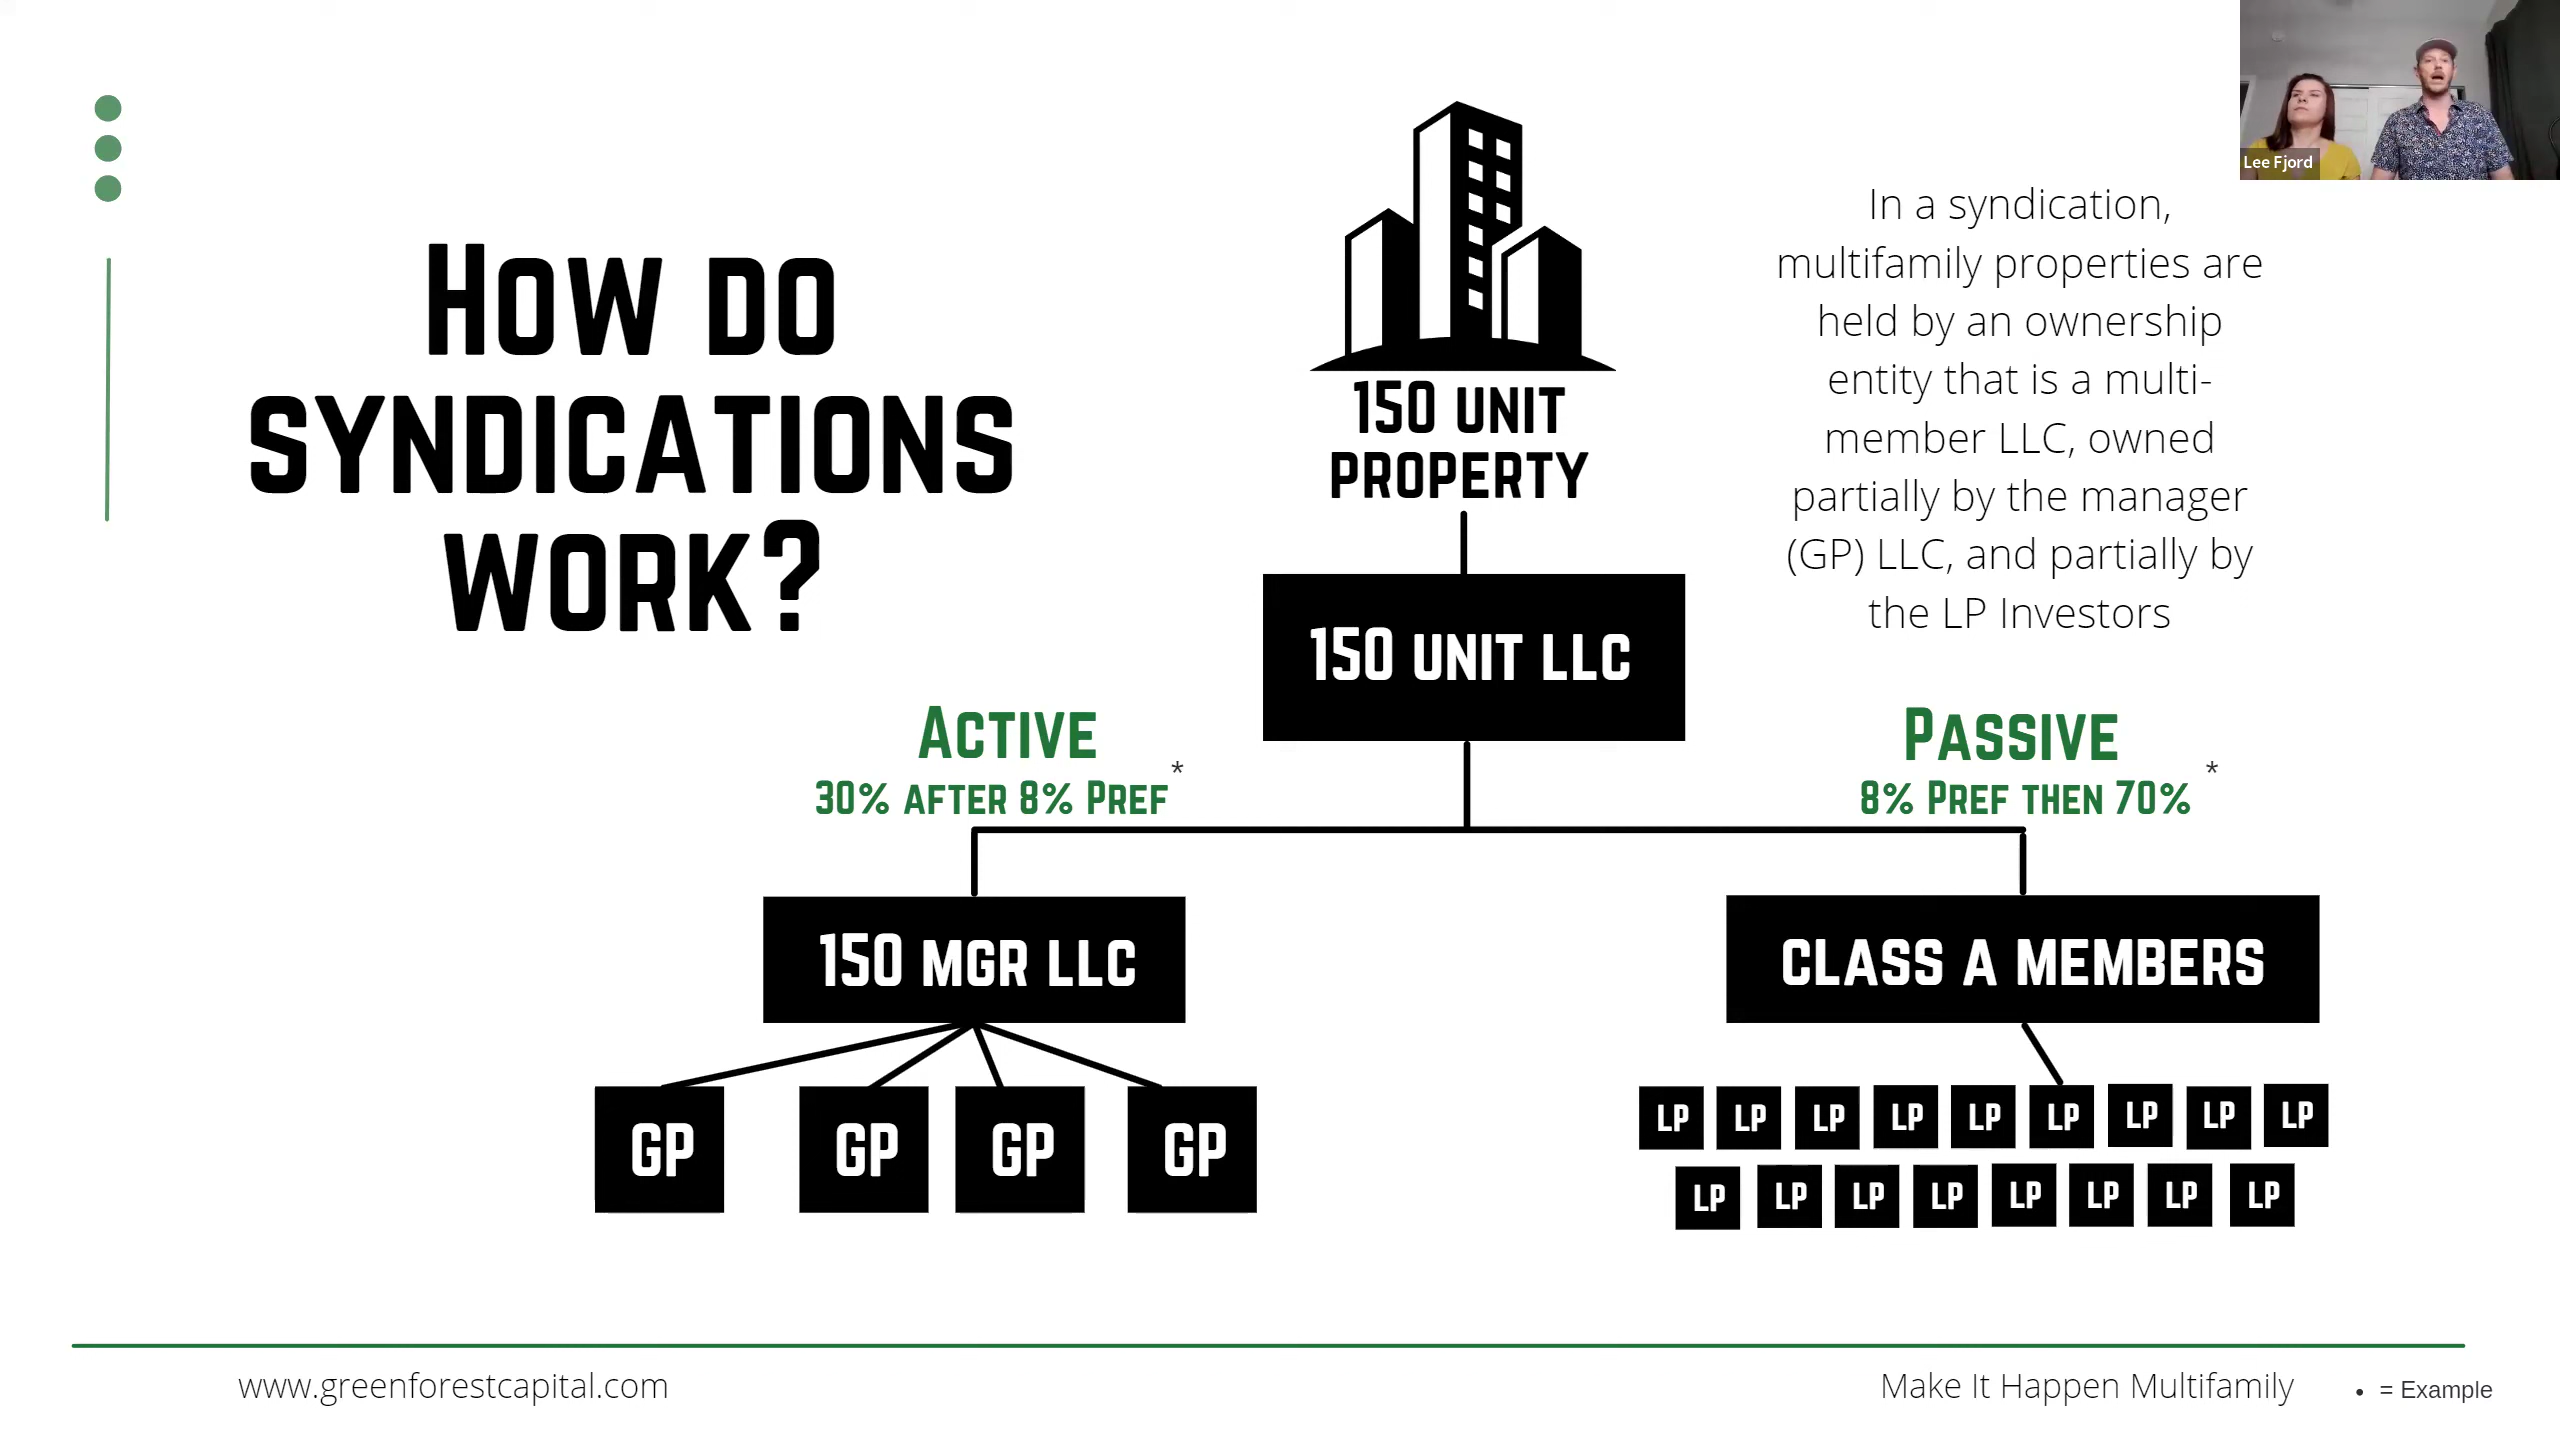 Lee Fjord
How do
syndications
work?
150 unit
property
In a syndication,
multifamily properties are
held by an ownership
entity that is a multi-
member LLC, owned
partially by the manager
(GP) LLC, and partially by
the LP Investors
150 unit LLC
Active
30% after 8% Pref *
Passive
8% Pref then 70% *
150 mgr LLC
class a members
GP GP GP GP
LP LP LP LP LP LP LP LP LP
LP LP LP LP LP LP LP LP
www.greenforestcapital.com
Make It Happen Multifamily
• = Example